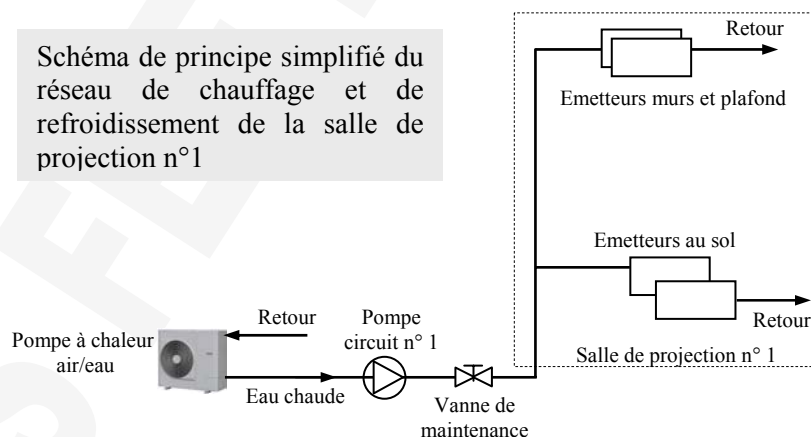 Schéma de principe simplifié du
réseau de chauffage et de
refroidissement de la salle de
projection n°1
Retour
Emetteurs murs et plafond
Emetteurs au sol
Retour
Salle de projection n° 1
Pompe à chaleur
air/eau
Retour
Eau chaude
Pompe
circuit n° 1
Vanne de
maintenance